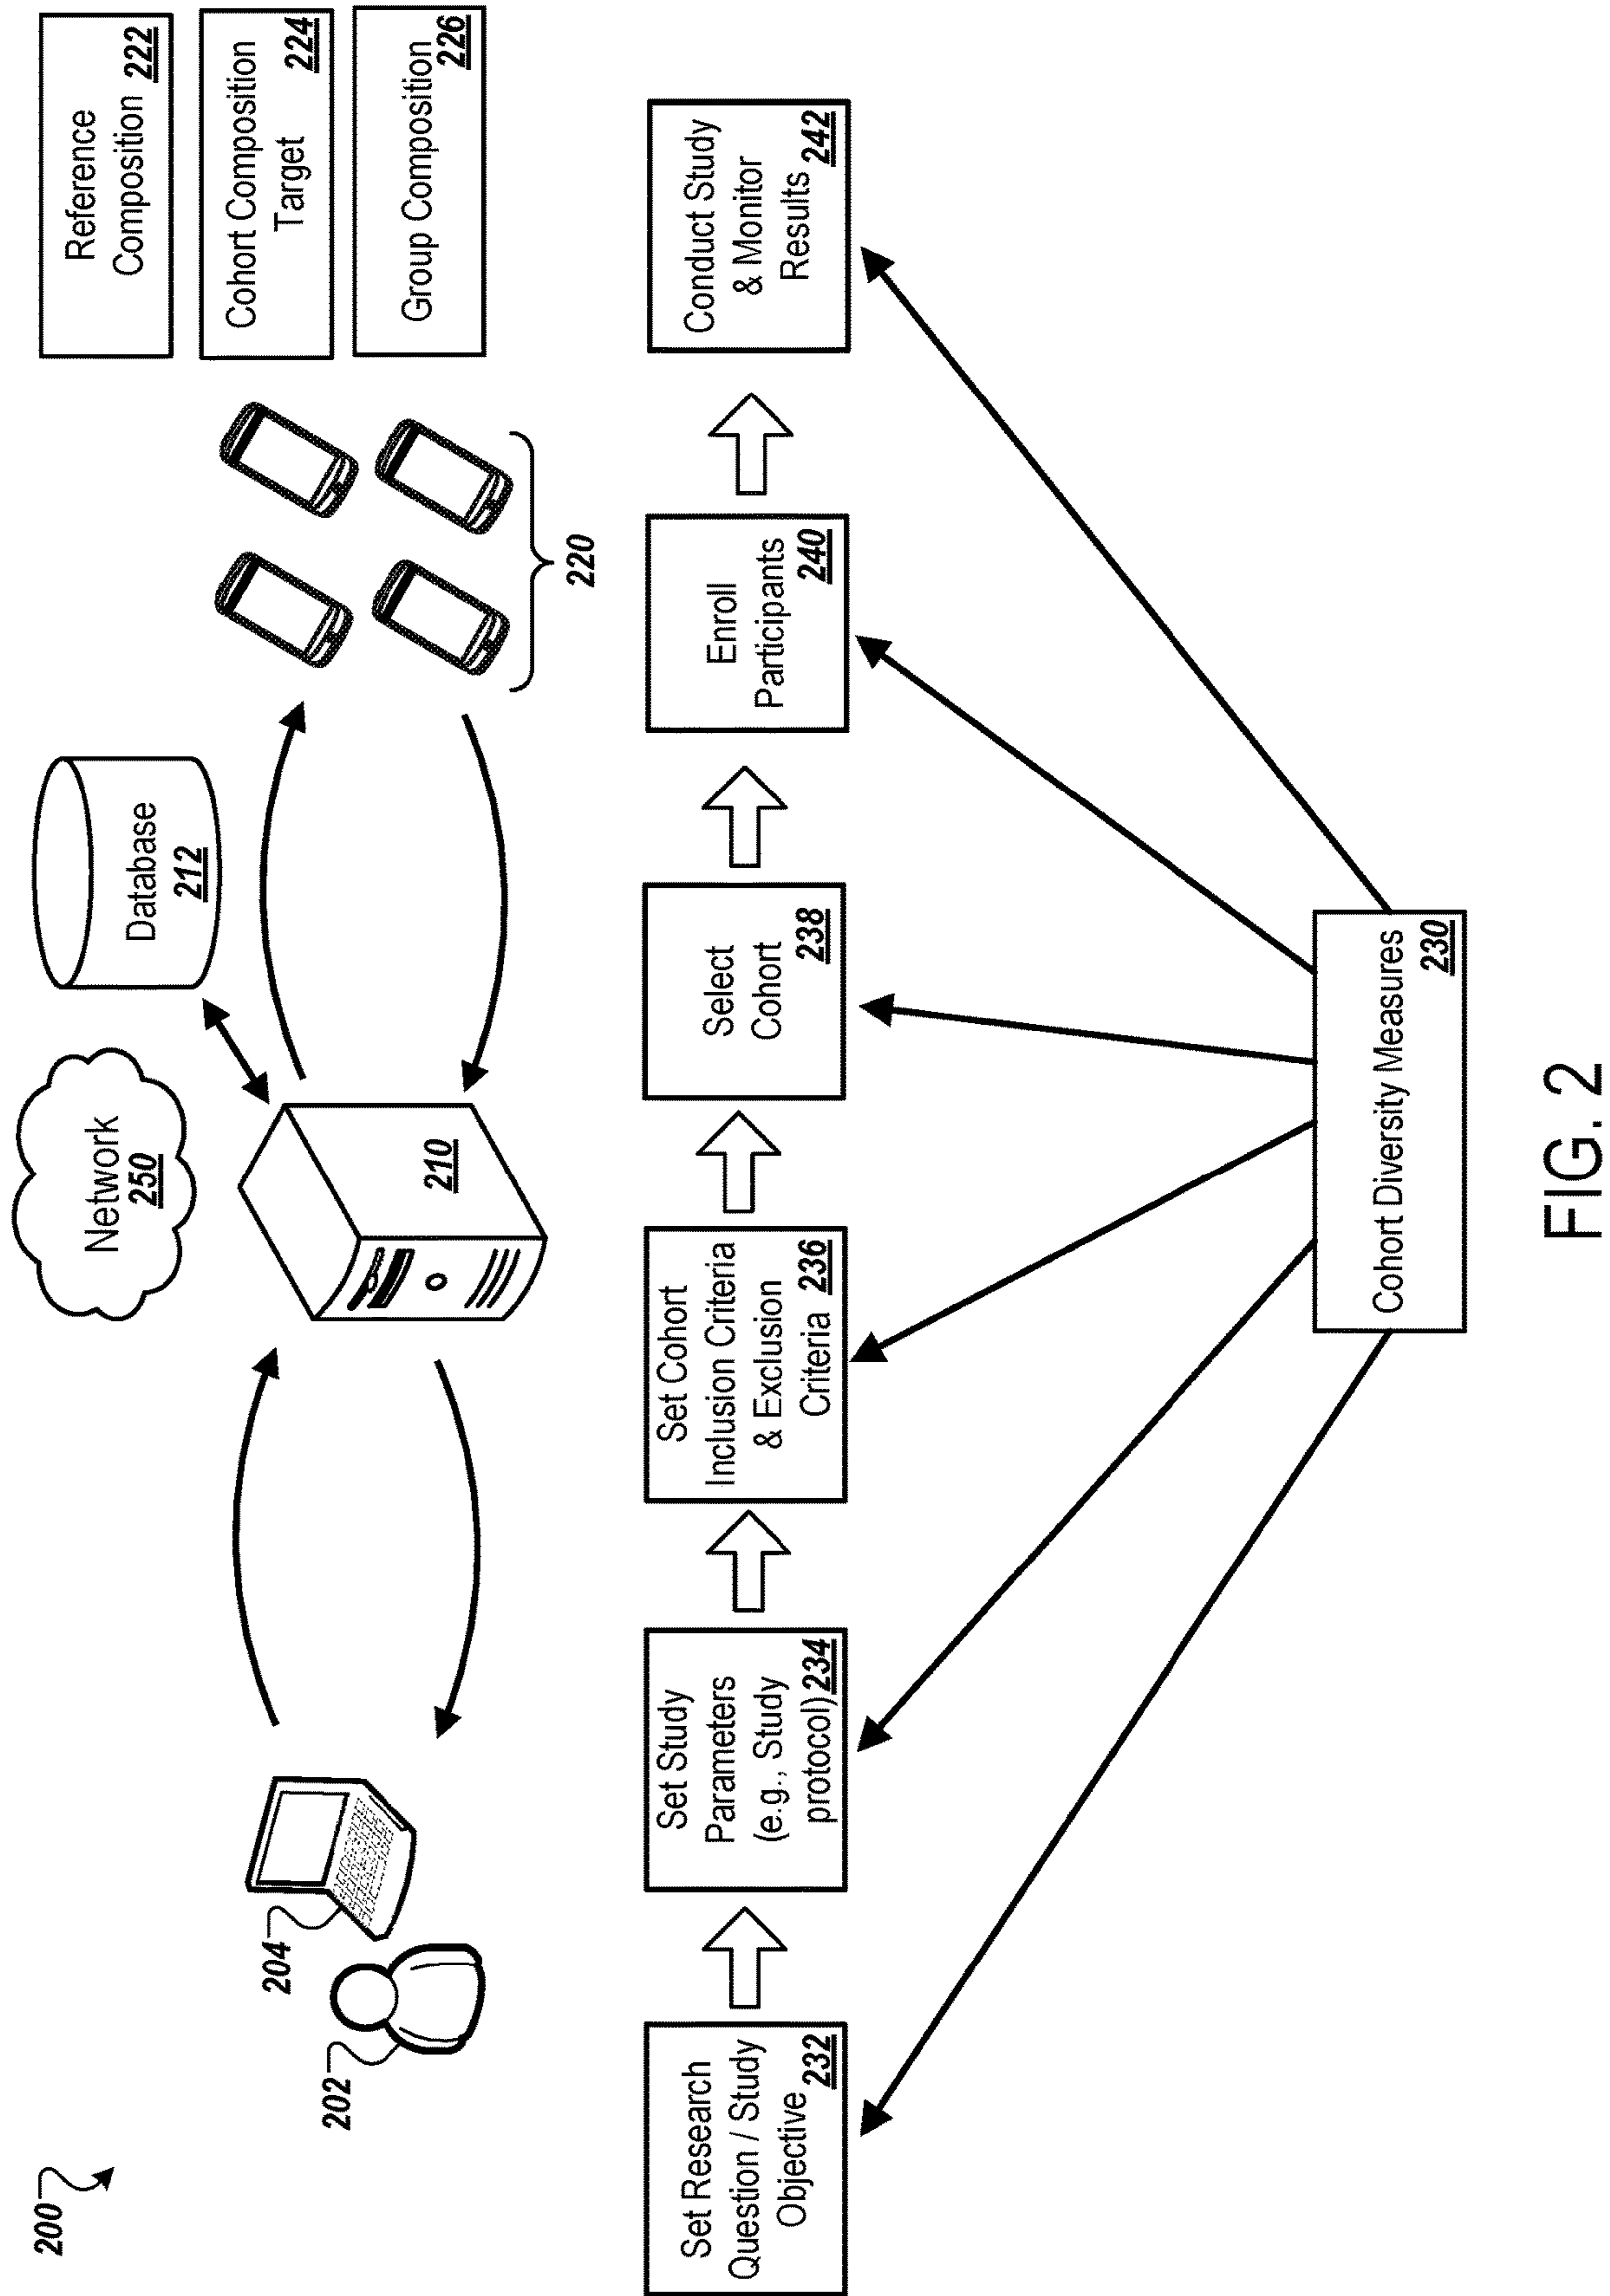 200
Network
250
Database
212
Reference
Composition 222
Cohort Composition
Target 224
Group Composition
226
204
202
210
220
Set Research
Question / Study
Objective 232
Set Study
Parameters
(e.g., Study
protocol) 234
Set Cohort
Inclusion Criteria
& Exclusion
Criteria 236
Select
Cohort 238
Enroll
Participants
240
Conduct Study
& Monitor
Results 242
Cohort Diversity Measures
230
FIG. 2